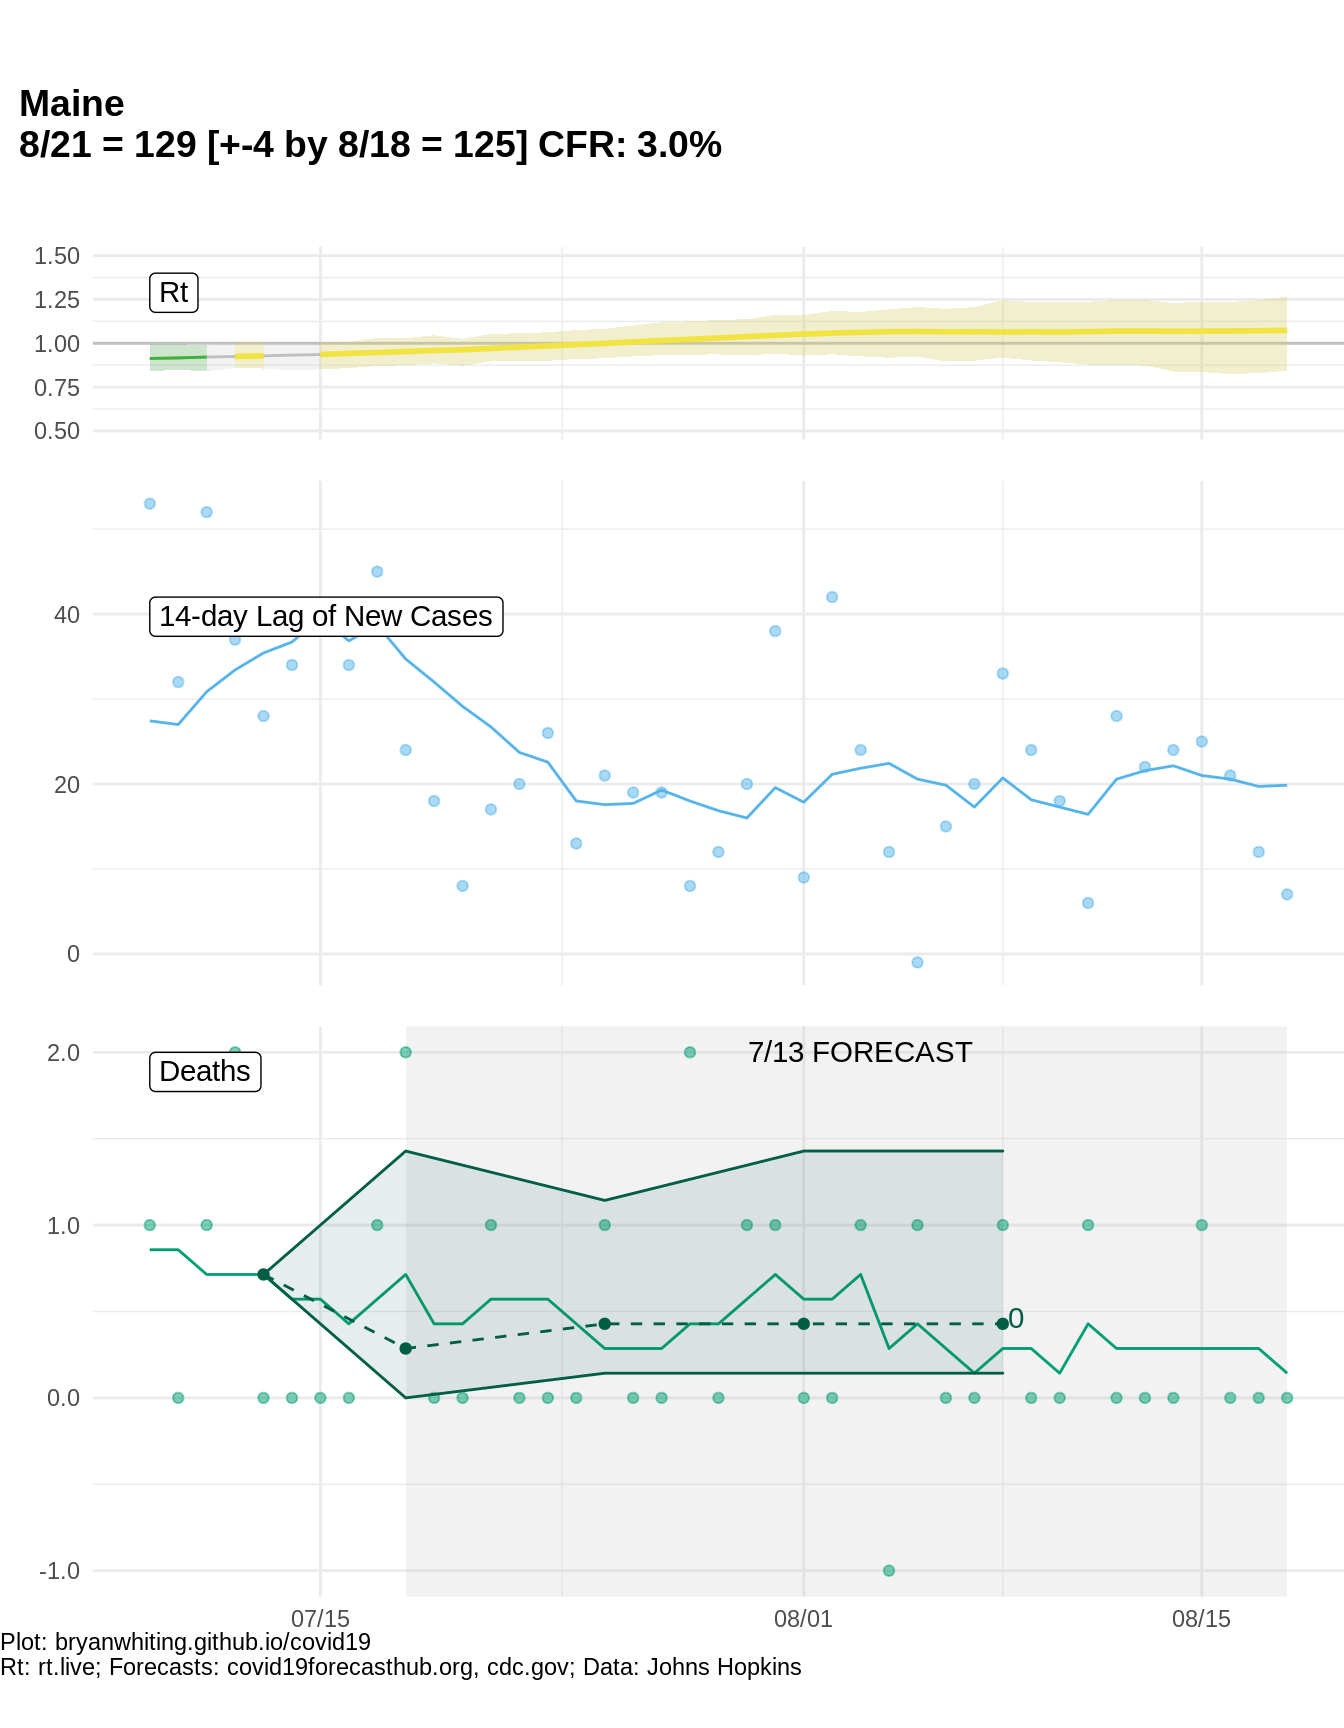 Maine
8/21 = 129 [+-4 by 8/18 = 125] CFR: 3.0%
1.50
1.25
1.00
0.75
0.50
Rt
40
20
0
14-day Lag of New Cases
2.0
1.0
0.0
-1.0
Deaths
7/13 FORECAST
0
07/15
08/01
08/15
Plot: bryanwhiting.github.io/covid19
Rt: rt.live; Forecasts: covid19forecasthub.org, cdc.gov; Data: Johns Hopkins